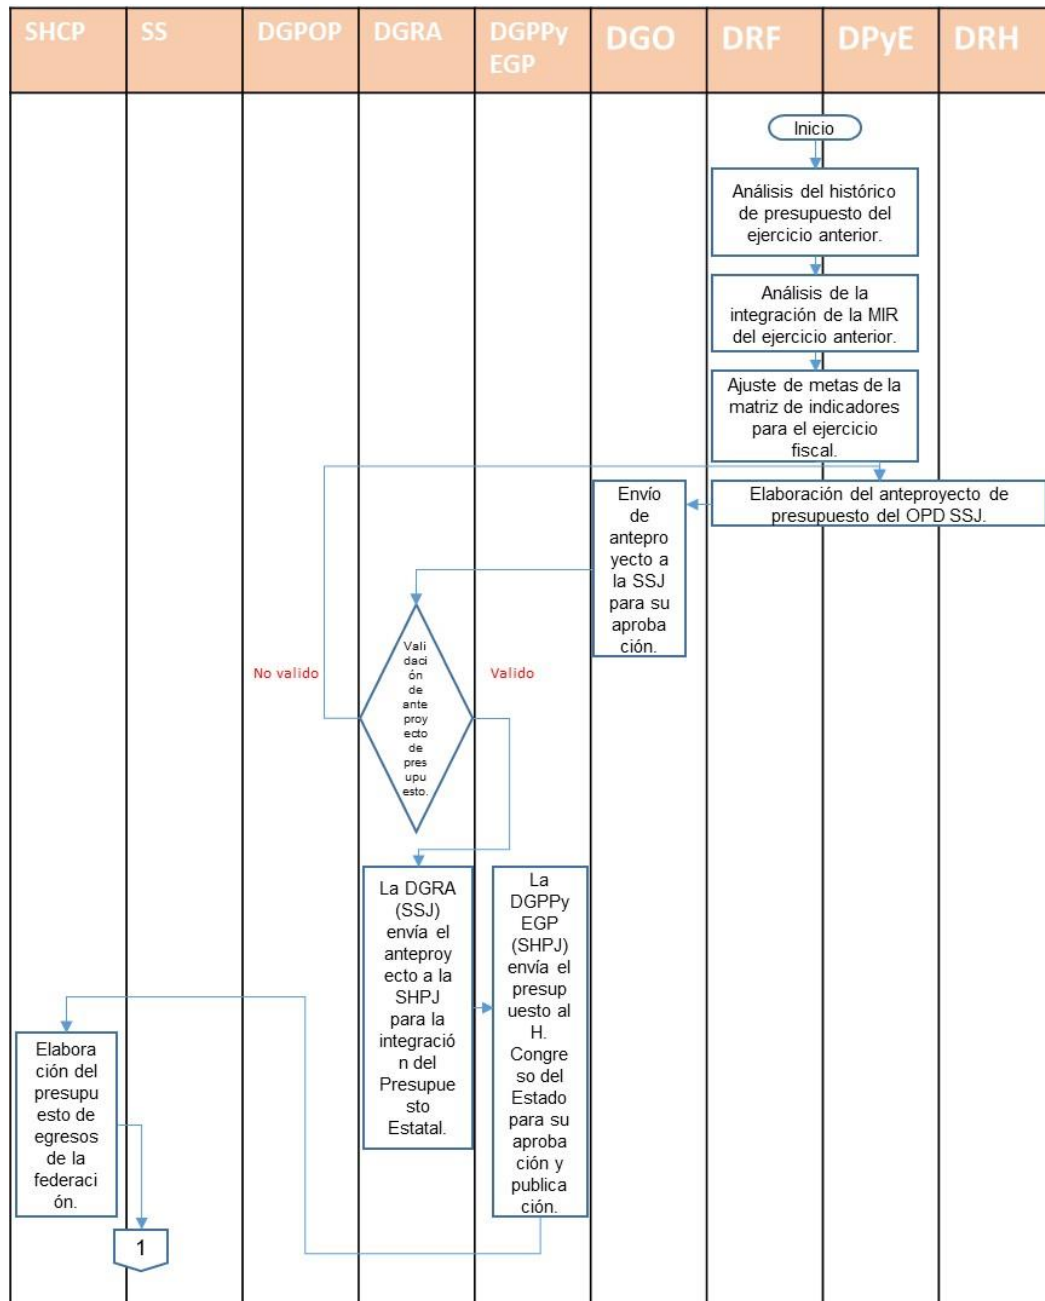 SHCP
SS
DGPOP
DGRA
DGPPy
EGP
DGO
DRF
DPyE
DRH
Inicio
Análisis del histórico
de presupuesto del
ejercicio anterior.
Análisis de la
integración de la MIR
del ejercicio anterior.
Ajuste de metas de la
matriz de indicadores
para el ejercicio
fiscal.
Elaboración del anteproyecto de
presupuesto del OPD SSJ.
Envío
de
antepro
yecto a
la SSJ
para su
aproba
ción.
Vali
daci
ón
de
ante
proy
ecto
de
pres
upu
esto.
No valido
Valido
La DGRA
(SSJ)
envía el
anteproy
ecto a la
SHPJ
para la
integració
n del
Presupue
sto
Estatal.
La
DGPPy
EGP
(SHPJ)
envía el
presup
uesto al
H.
Congre
so del
Estado
para su
aproba
ción y
publica
ción.
Elabora
ción del
presupu
esto de
egresos
de la
federaci
ón.
1